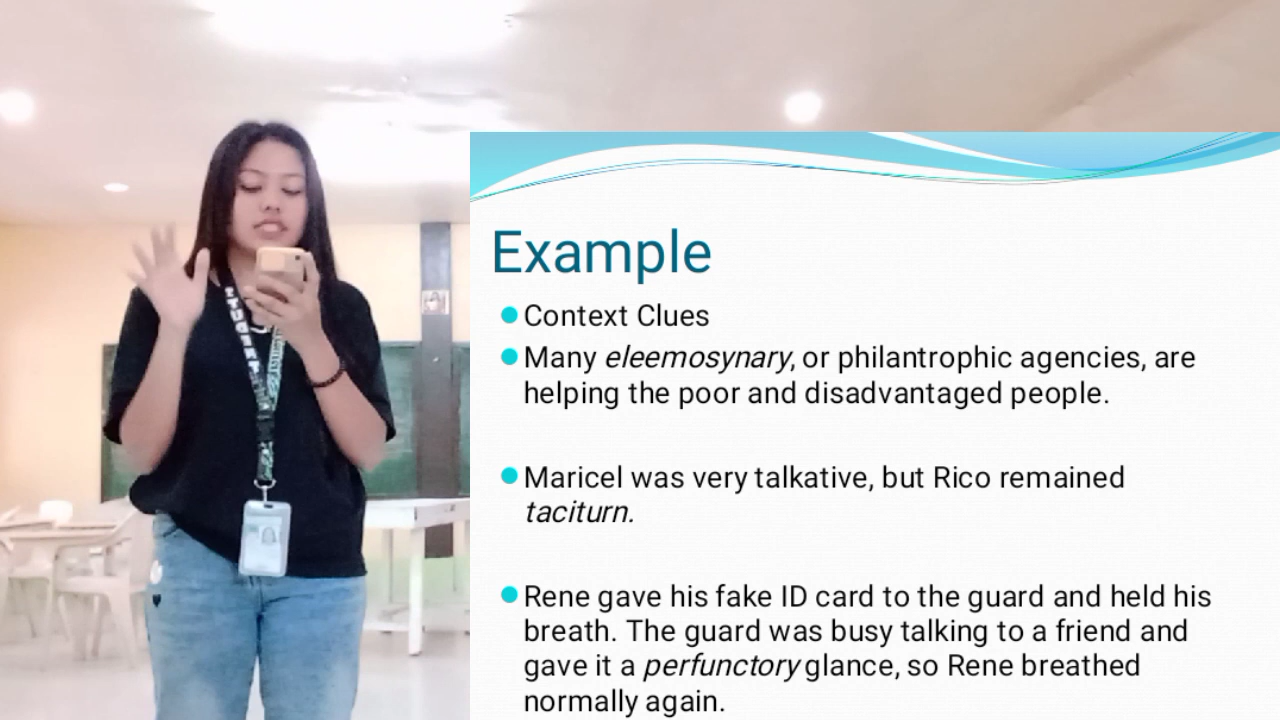 STUDENT
Example
Context Clues
Many eleemosynary, or philantrophic agencies, are
helping the poor and disadvantaged people.
Maricel was very talkative, but Rico remained
taciturn.
Rene gave his fake ID card to the guard and held his
breath. The guard was busy talking to a friend and
gave it a perfunctory glance, so Rene breathed
normally again.